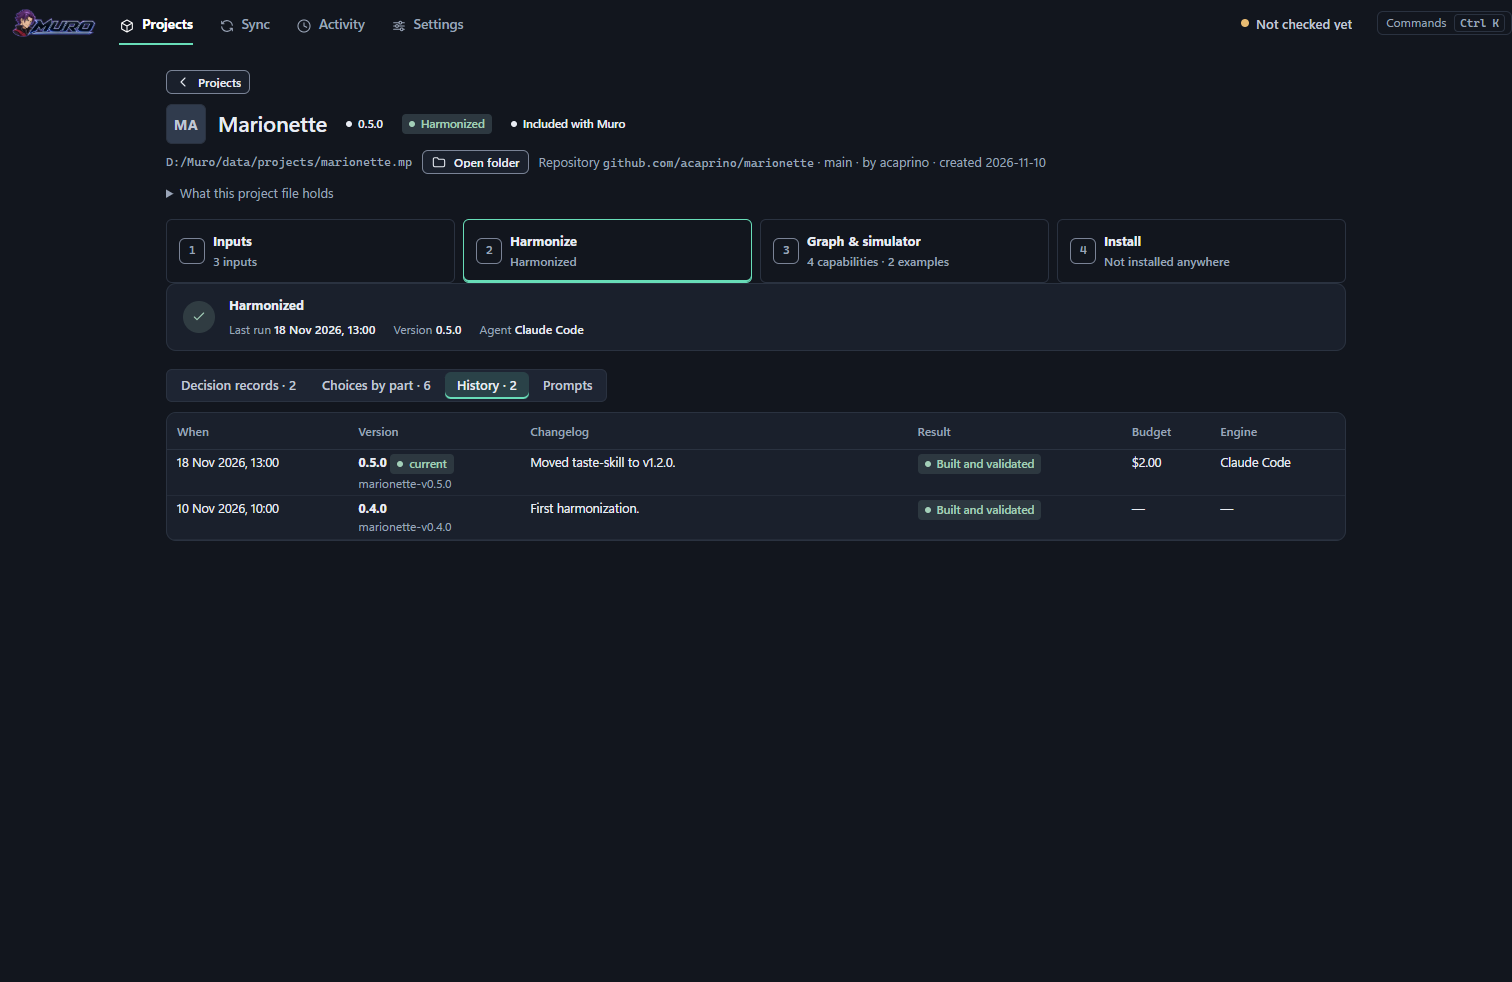 MURO
Projects
Sync
Activity
Settings
Not checked yet
Commands Ctrl K
Projects
MA
Marionette
0.5.0
Harmonized
Included with Muro
D:/Muro/data/projects/marionette.mp
Open folder
Repository github.com/acaprino/marionette · main · by acaprino · created 2026-11-10
What this project file holds
1
Inputs
3 inputs
2
Harmonize
Harmonized
3
Graph & simulator
4 capabilities · 2 examples
4
Install
Not installed anywhere
Harmonized
Last run 18 Nov 2026, 13:00 Version 0.5.0 Agent Claude Code
Decision records · 2
Choices by part · 6
History · 2
Prompts
When Version Changelog Result Budget Engine
18 Nov 2026, 13:00 0.5.0 current Moved taste-skill to v1.2.0. Built and validated $2.00 Claude Code
marionette-v0.5.0
10 Nov 2026, 10:00 0.4.0 First harmonization. Built and validated — —
marionette-v0.4.0